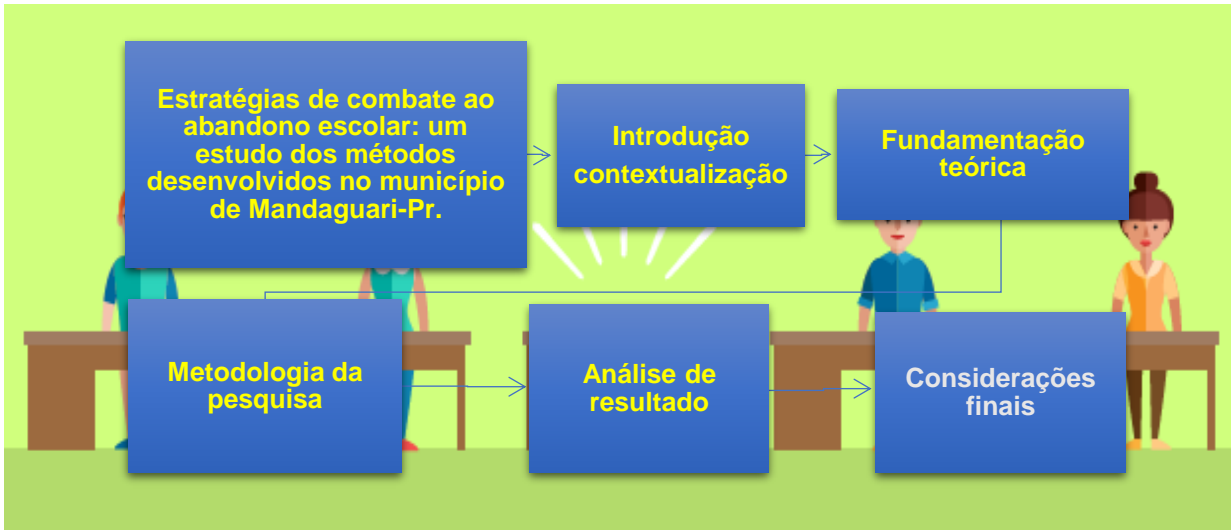 Estratégias de combate ao
abandono escolar: um
estudo dos métodos
desenvolvidos no município
de Mandaguari-Pr.
Introdução
contextualização
Fundamentação
teórica
Metodologia da
pesquisa
Análise de
resultado
Considerações
finais